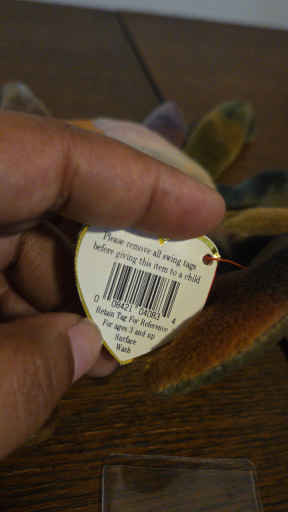 Please remove all swing tags
before giving this item to a child
0 08421 04083 4
Retain Tag For Reference
For ages 3 and up
Surface
Wash